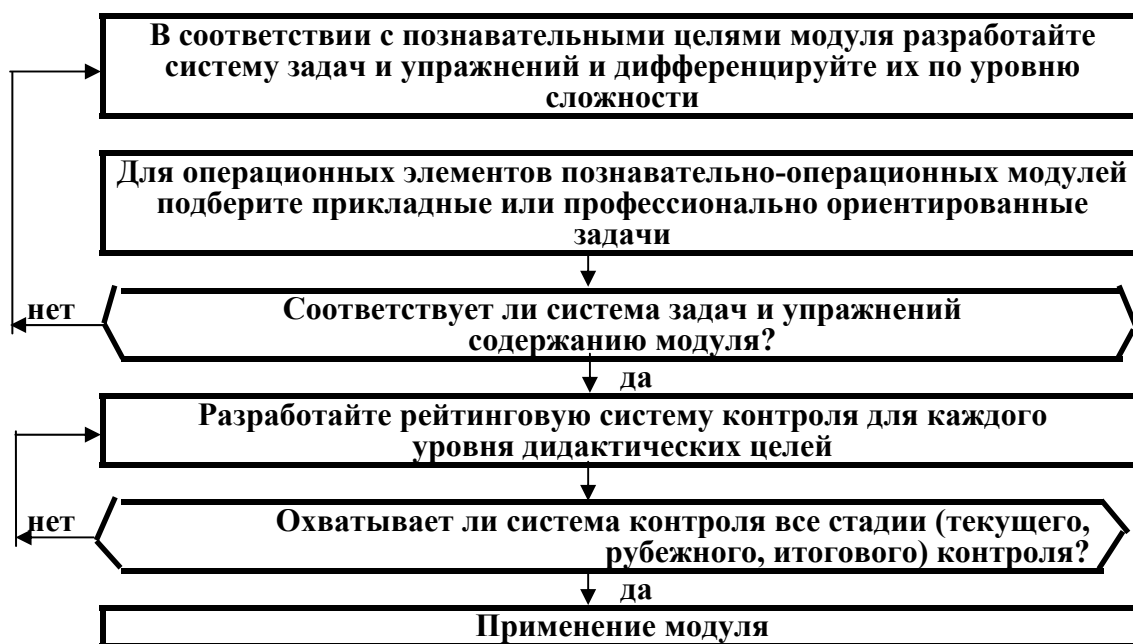 В соответствии с познавательными целями модуля разработайте
систему задач и упражнений и дифференцируйте их по уровню
сложности
Для операционных элементов познавательно-операционных модулей
подберите прикладные или профессионально ориентированные
задачи
нет
Соответствует ли система задач и упражнений
содержанию модуля?
да
Разработайте рейтинговую систему контроля для каждого
уровня дидактических целей
нет
Охватывает ли система контроля все стадии (текущего,
рубежного, итогового) контроля?
да
Применение модуля